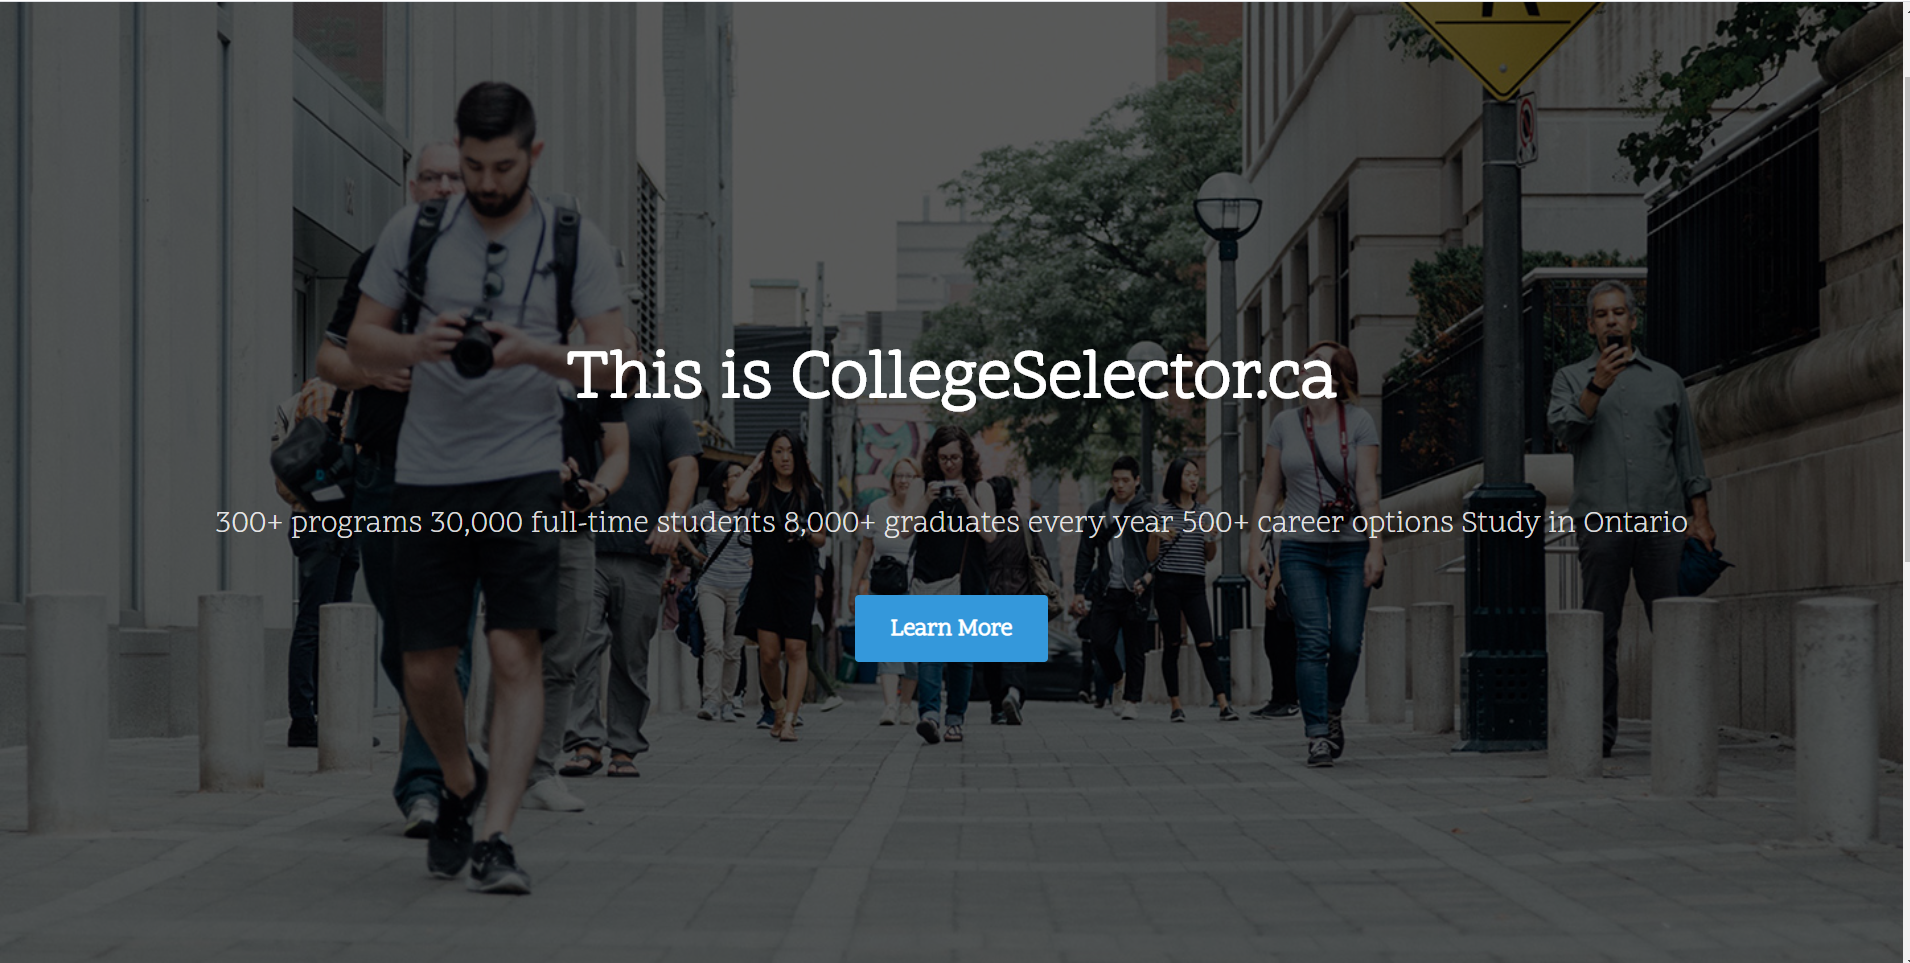 This is CollegeSelector.ca
300+ programs 30,000 full-time students 8,000+ graduates every year 500+ career options Study in Ontario
Learn More